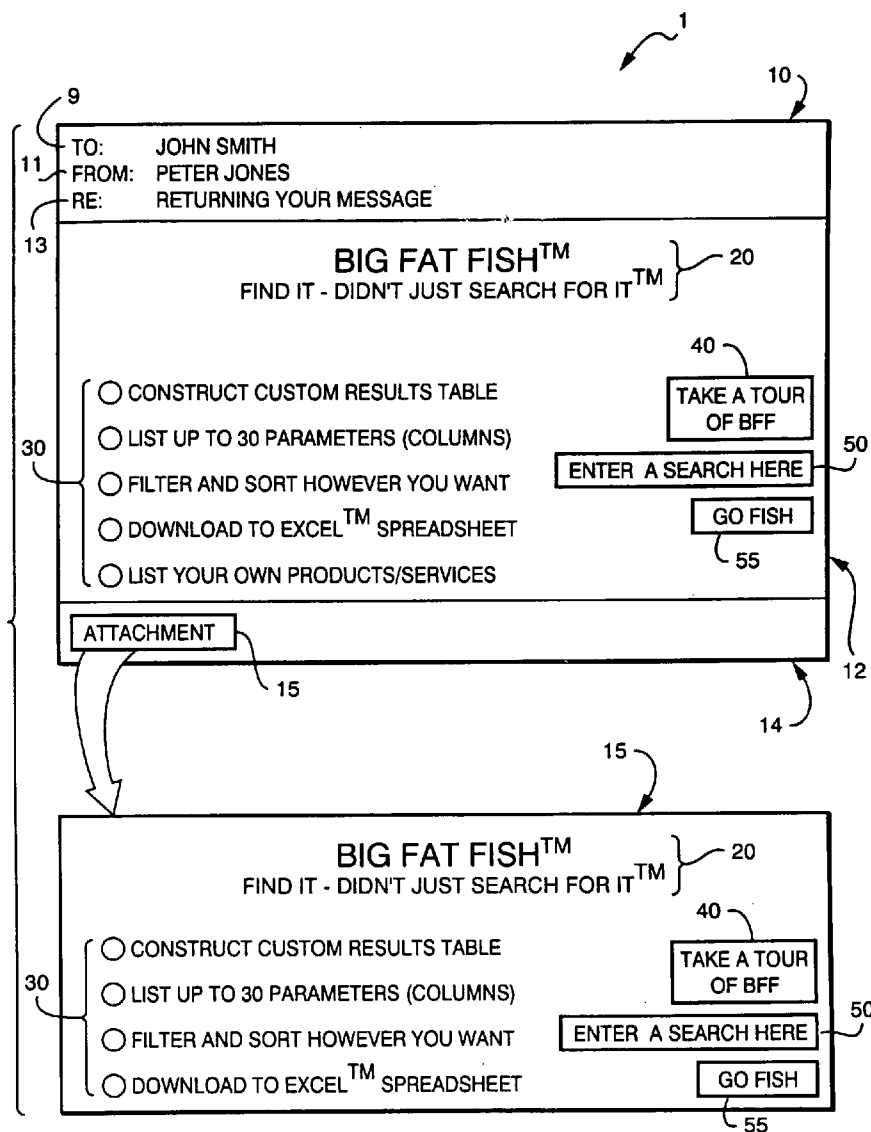 1
10
9
TO: JOHN SMITH
11
FROM: PETER JONES
RE: RETURNING YOUR MESSAGE
13
BIG FAT FISH™
20
FIND IT - DIDN'T JUST SEARCH FOR IT™
40
TAKE A TOUR
OF BFF
30
CONSTRUCT CUSTOM RESULTS TABLE
LIST UP TO 30 PARAMETERS (COLUMNS)
50
ENTER A SEARCH HERE
FILTER AND SORT HOWEVER YOU WANT
GO FISH
DOWNLOAD TO EXCEL™ SPREADSHEET
55
LIST YOUR OWN PRODUCTS/SERVICES
12
ATTACHMENT
15
14
15
BIG FAT FISH™
20
FIND IT - DIDN'T JUST SEARCH FOR IT™
40
TAKE A TOUR
OF BFF
30
CONSTRUCT CUSTOM RESULTS TABLE
LIST UP TO 30 PARAMETERS (COLUMNS)
50
ENTER A SEARCH HERE
FILTER AND SORT HOWEVER YOU WANT
GO FISH
DOWNLOAD TO EXCEL™ SPREADSHEET
55